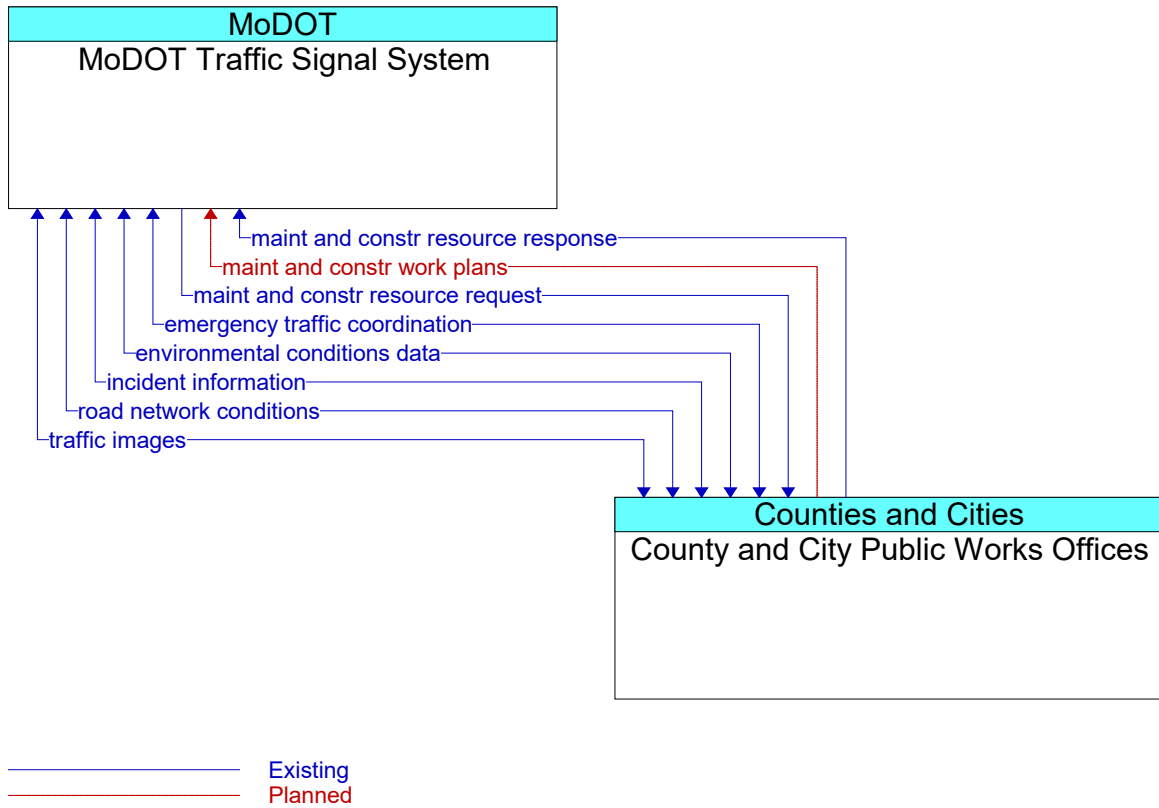 MoDOT
MoDOT Traffic Signal System
maint and constr resource response
maint and constr work plans
maint and constr resource request
emergency traffic coordination
environmental conditions data
incident information
road network conditions
traffic images
Counties and Cities
County and City Public Works Offices
Existing
Planned